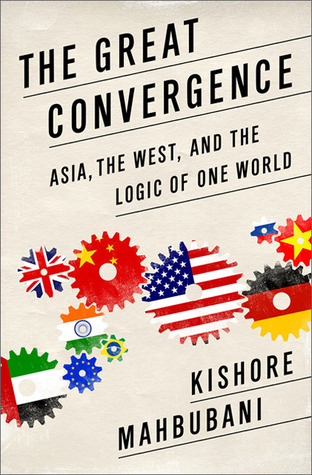 THE GREAT
CONVERGENCE
ASIA, THE WEST, AND THE
LOGIC OF ONE WORLD
KISHORE
MAHBUBANI